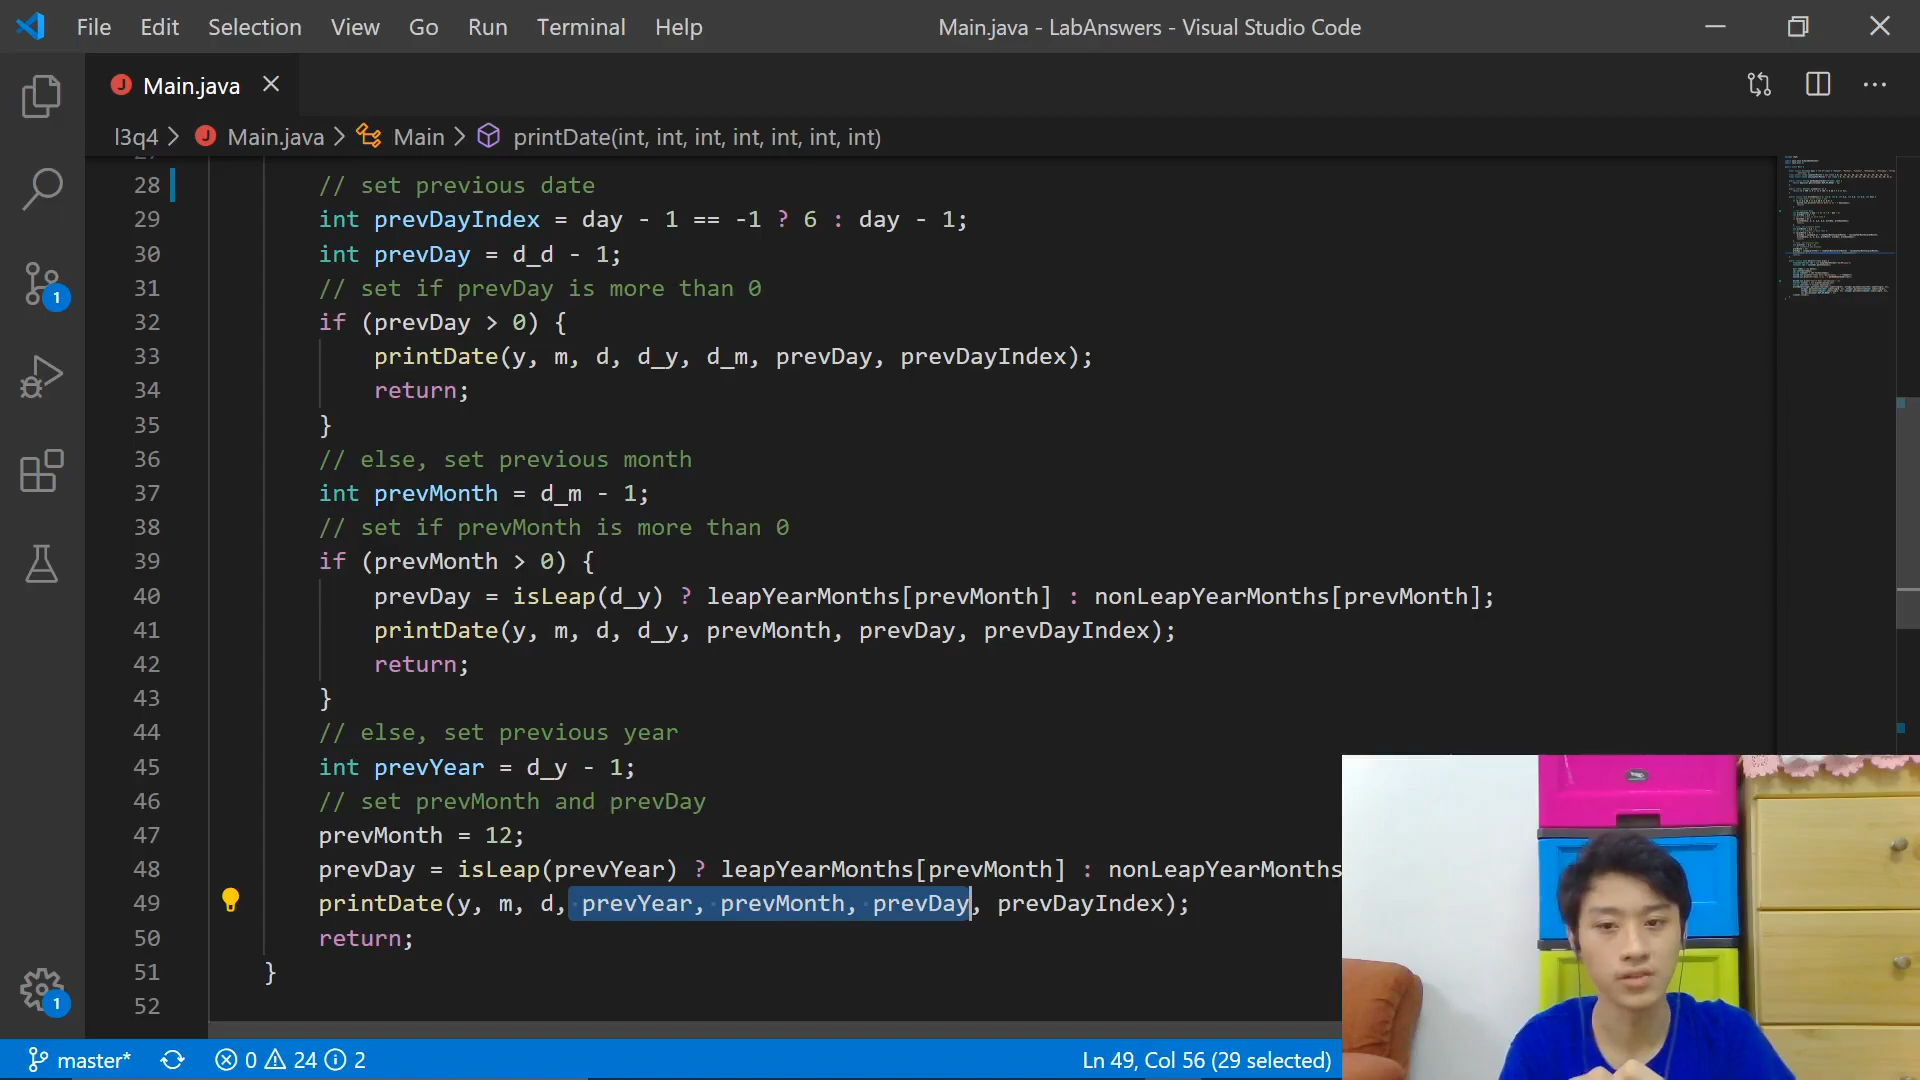 File Edit Selection View Go Run Terminal Help Main.java - LabAnswers - Visual Studio Code
J Main.java
l3q4 > J Main.java > Main > printDate(int, int, int, int, int, int, int)
28 // set previous date
29 int prevDayIndex = day - 1 == -1 ? 6 : day - 1;
30 int prevDay = d_d - 1;
31 // set if prevDay is more than 0
32 if (prevDay > 0) {
33 printDate(y, m, d, d_y, d_m, prevDay, prevDayIndex);
34 return;
35 }
36 // else, set previous month
37 int prevMonth = d_m - 1;
38 // set if prevMonth is more than 0
39 if (prevMonth > 0) {
40 prevDay = isLeap(d_y) ? leapYearMonths[prevMonth] : nonLeapYearMonths[prevMonth];
41 printDate(y, m, d, d_y, prevMonth, prevDay, prevDayIndex);
42 return;
43 }
44 // else, set previous year
45 int prevYear = d_y - 1;
46 // set prevMonth and prevDay
47 prevMonth = 12;
48 prevDay = isLeap(prevYear) ? leapYearMonths[prevMonth] : nonLeapYearMonths
49 printDate(y, m, d, prevYear, prevMonth, prevDay, prevDayIndex);
50 return;
51 }
52
1
1
master* 0 24 2 Ln 49, Col 56 (29 selected)